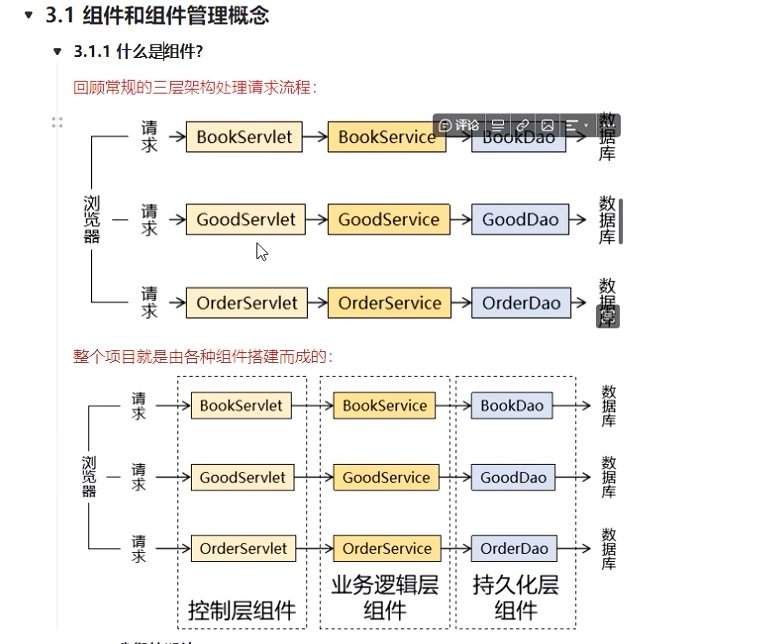 3.1 组件和组件管理概念
3.1.1 什么是组件?
回顾常规的三层架构处理请求流程：
评论
请求 BookServlet BookService BookDao 数据库
浏览器 请求 GoodServlet GoodService GoodDao 数据库
请求 OrderServlet OrderService OrderDao 数据库
整个项目就是由各种组件搭建而成的：
请求 BookServlet BookService BookDao 数据库
浏览器 请求 GoodServlet GoodService GoodDao 数据库
请求 OrderServlet OrderService OrderDao 数据库
控制层组件 业务逻辑层组件 持久化层组件